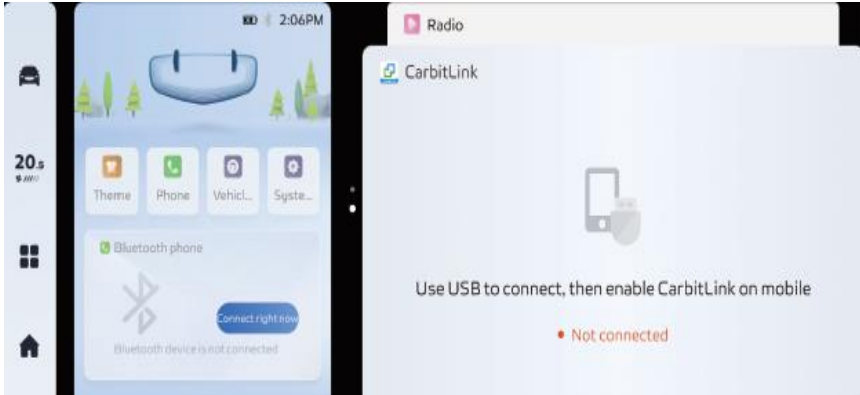 2:06PM
20.5
Theme
Phone
Vehicl...
Syste...
Bluetooth phone
Connect right now
Bluetooth device is not connected
Radio
CarbitLink
Use USB to connect, then enable CarbitLink on mobile
Not connected